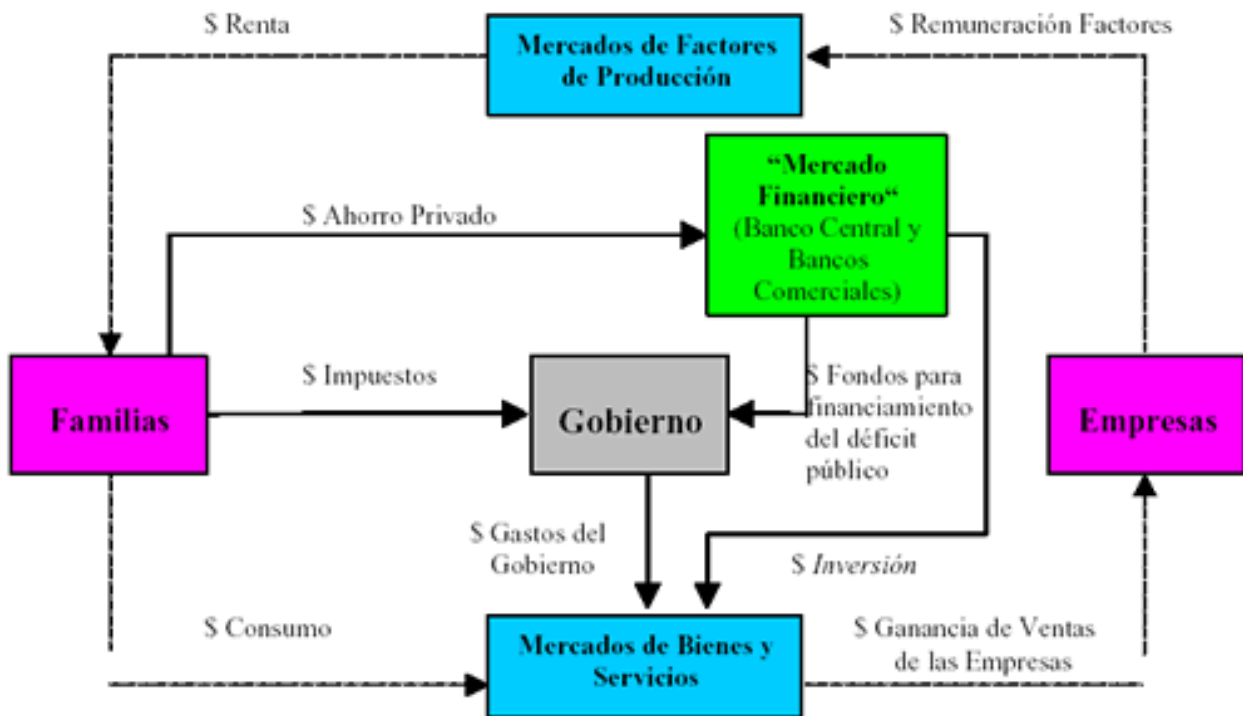 $ Renta
Mercados de Factores
de Producción
$ Remuneración Factores
“Mercado
Financiero“
(Banco Central y
Bancos
Comerciales)
$ Ahorro Privado
Familias
$ Impuestos
Gobierno
$ Fondos para
financiamiento
del déficit
público
Empresas
$ Gastos del
Gobierno
$ Inversión
$ Consumo
Mercados de Bienes y
Servicios
$ Ganancia de Ventas
de las Empresas